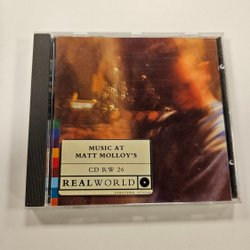 MUSIC AT
MATT MOLLOY'S
CD RW 26
REALWORLD